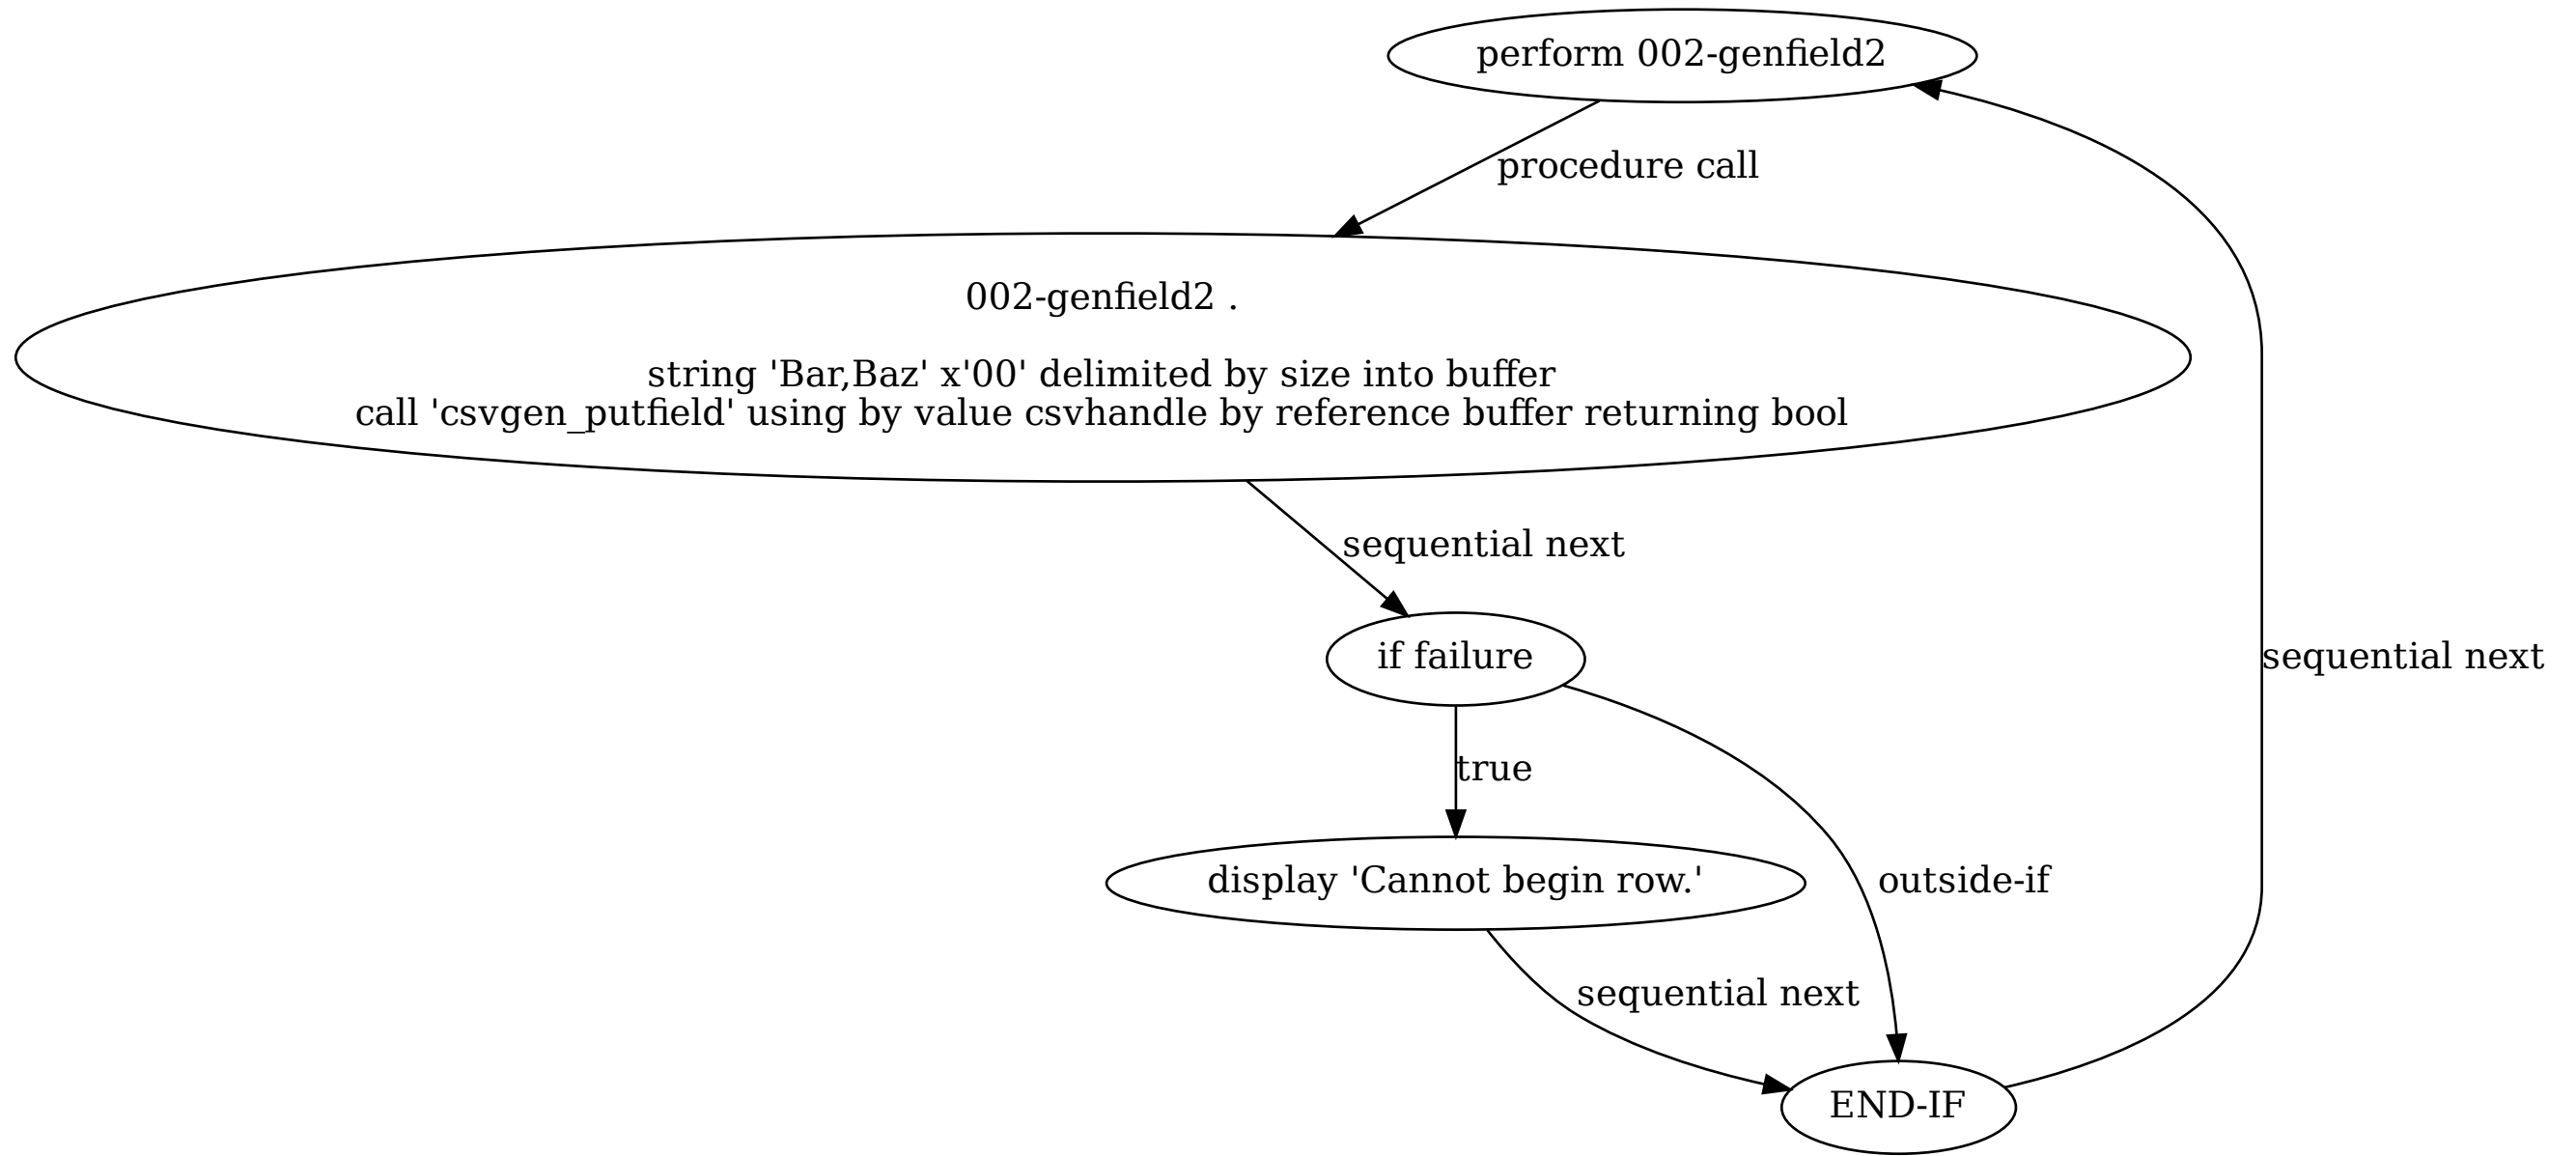 perform 002-genfield2
procedure call
002-genfield2 .
string 'Bar,Baz' x'00' delimited by size into buffer
call 'csvgen_putfield' using by value csvhandle by reference buffer returning bool
sequential next
if failure
sequential next
true
display 'Cannot begin row.'
outside-if
sequential next
END-IF